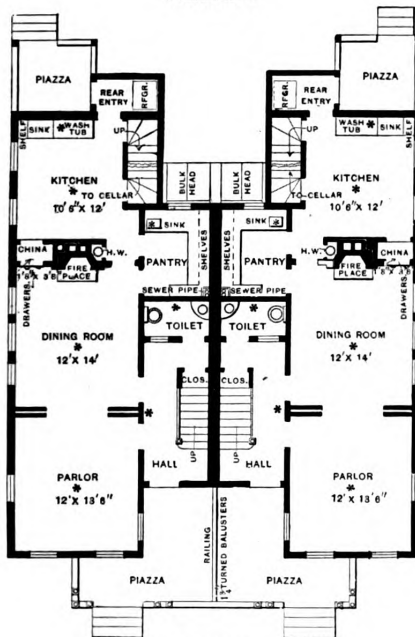 PIAZZA
REAR ENTRY
RFGR.
RFGR.
REAR ENTRY
PIAZZA
SHELF
SINK
WASH TUB
UP
UP
WASH TUB
SINK
SHELF
KITCHEN
10'6" X 12'
TO CELLAR
BULK HEAD
BULK HEAD
TO CELLAR
KITCHEN
10'6" X 12'
SINK
SHELVES
SHELVES
SINK
CHINA
FIRE PLACE
H.W.
PANTRY
PANTRY
H.W.
FIRE PLACE
CHINA
DRAWERS
SEWER PIPE
SEWER PIPE
DRAWERS
DINING ROOM
12' X 14'
TOILET
TOILET
DINING ROOM
12' X 14'
CLOS.
CLOS.
PARLOR
12' X 13'6"
HALL
UP
UP
HALL
PARLOR
12' X 13'6"
PIAZZA
RAILING
TURNED BALUSTERS
PIAZZA